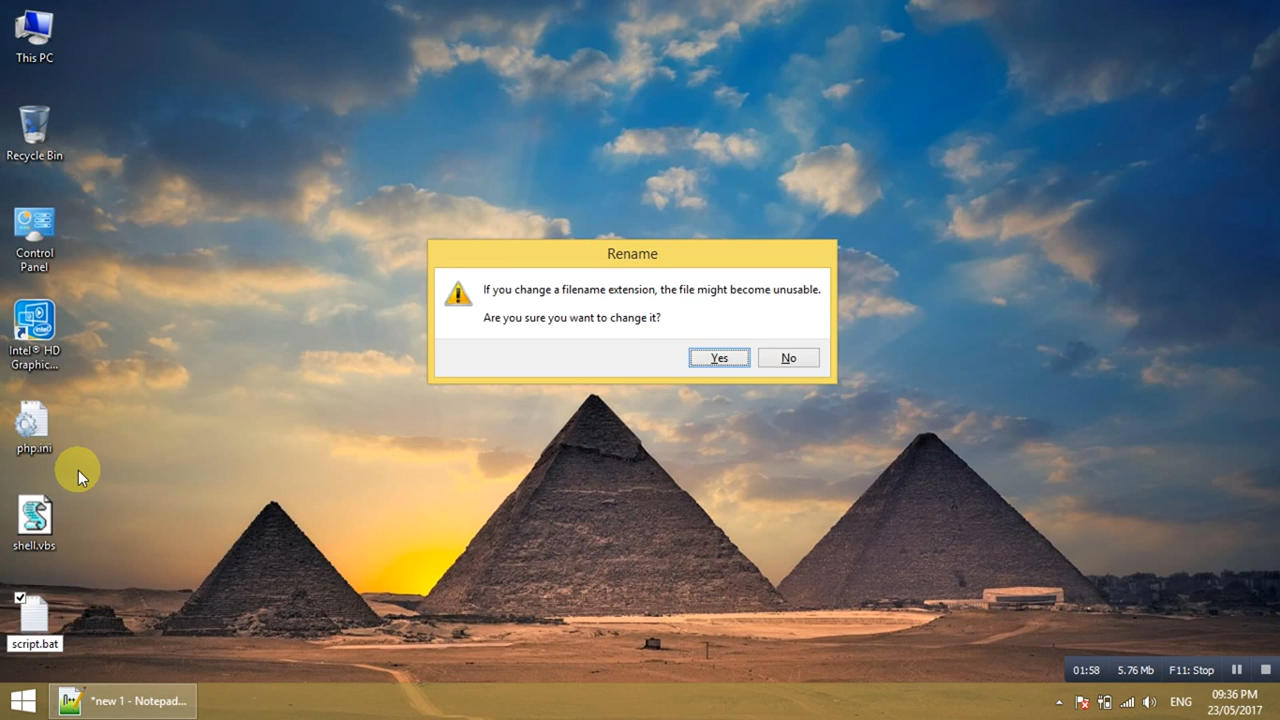 This PC
Recycle Bin
Control
Panel
Intel® HD
Graphic...
php.ini
shell.vbs
script.bat
Rename
If you change a filename extension, the file might become unusable.
Are you sure you want to change it?
Yes
No
01:58
5.76 Mb
F11: Stop
*new 1 - Notepad...
ENG
09:36 PM
23/05/2017